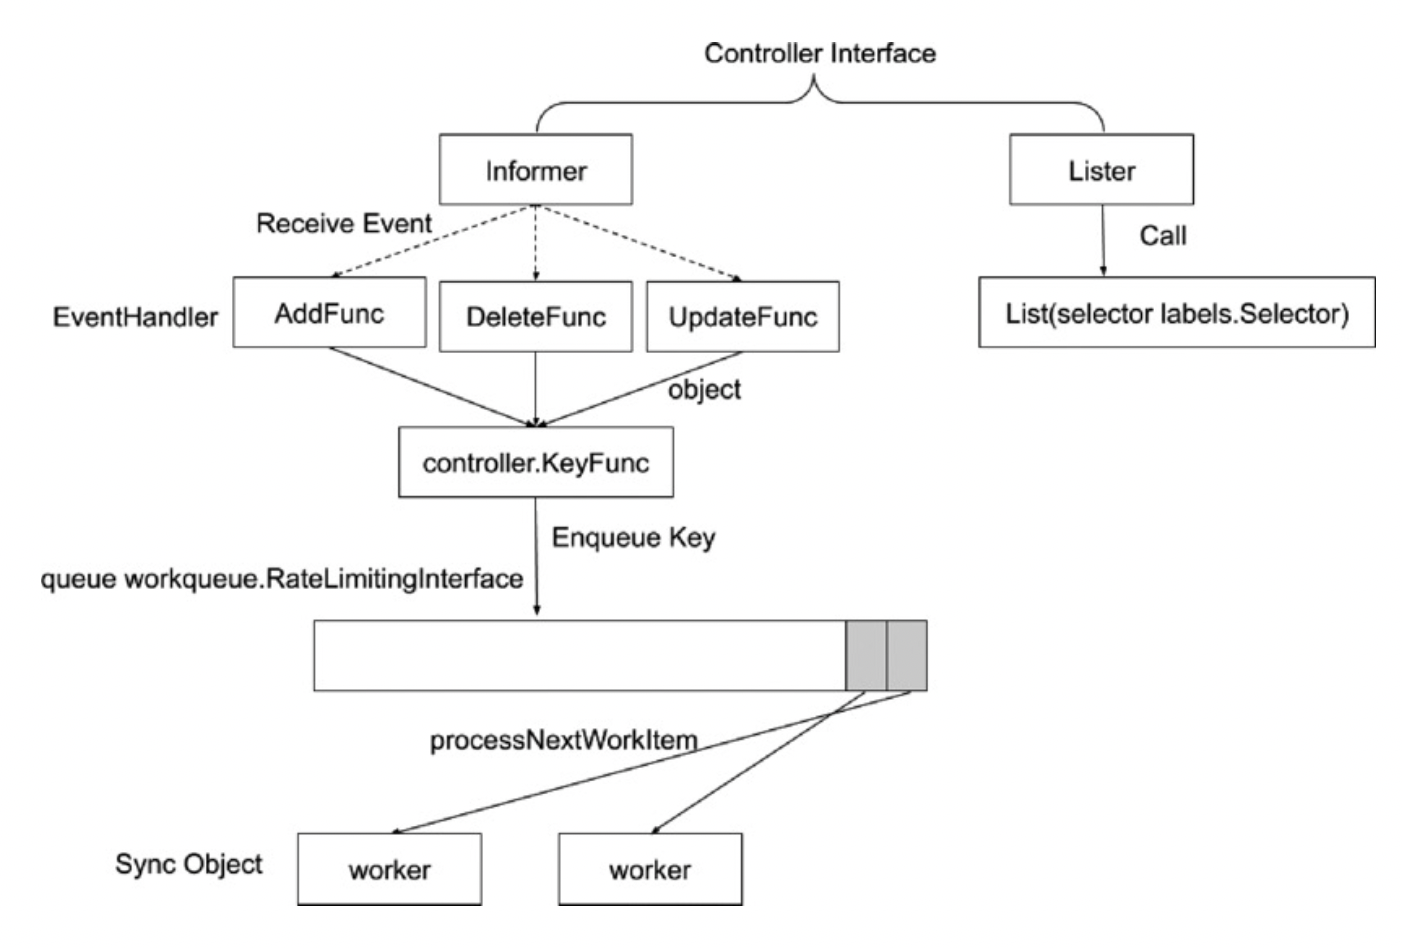 Controller Interface
Informer
Lister
Receive Event
Call
EventHandler
AddFunc
DeleteFunc
UpdateFunc
List(selector labels.Selector)
object
controller.KeyFunc
Enqueue Key
queue workqueue.RateLimitingInterface
processNextWorkItem
Sync Object
worker
worker